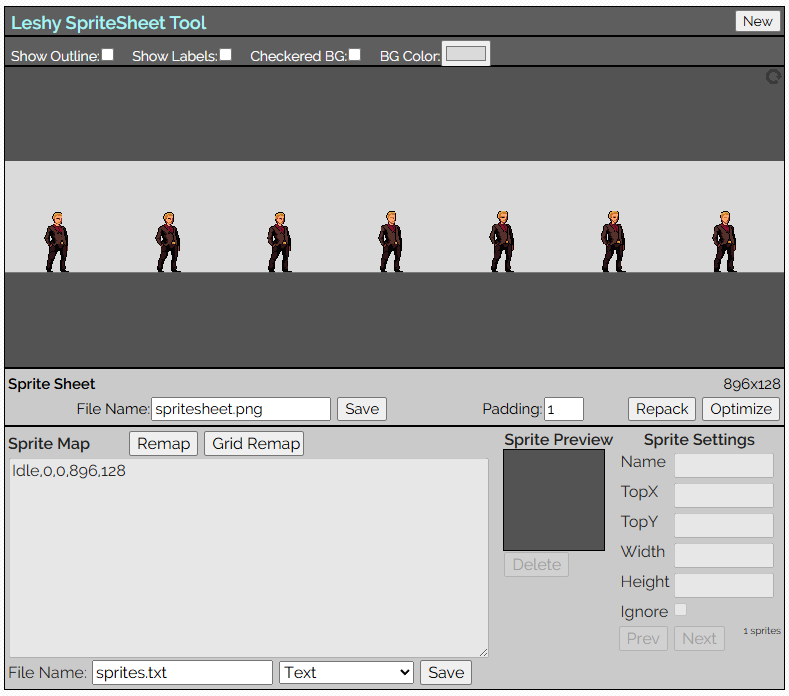 Leshy SpriteSheet Tool New
Show Outline: Show Labels: Checkered BG: BG Color:
Sprite Sheet 896x128
File Name: spritesheet.png Save Padding: 1 Repack Optimize
Sprite Map Remap Grid Remap Sprite Preview Sprite Settings
Idle,0,0,896,128
Name
TopX
TopY
Width
Delete
Height
Ignore
Prev Next 1 sprites
File Name: sprites.txt Text Save